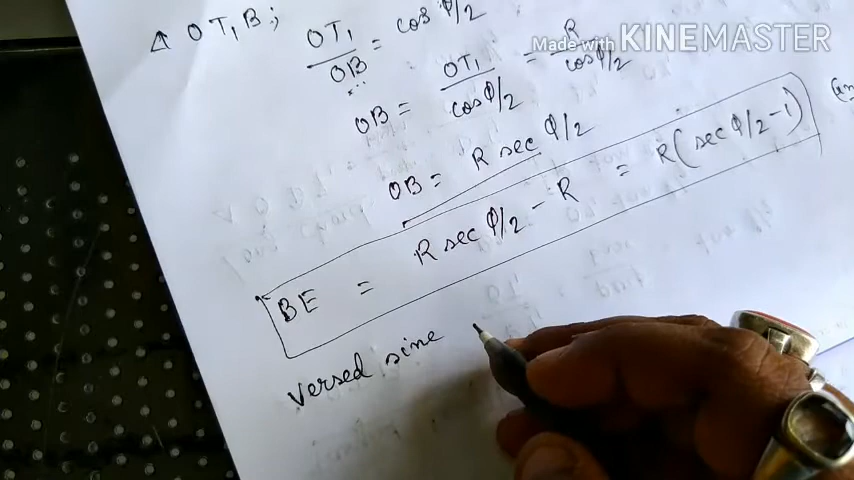 Made with KINEMASTER
Δ OT₁B ; OT₁/OB = cos φ/2
OB = OT₁/cos φ/2 = R/cos φ/2
OB = R sec φ/2
BE = R sec φ/2 − R = R(sec φ/2 − 1)
versed sine